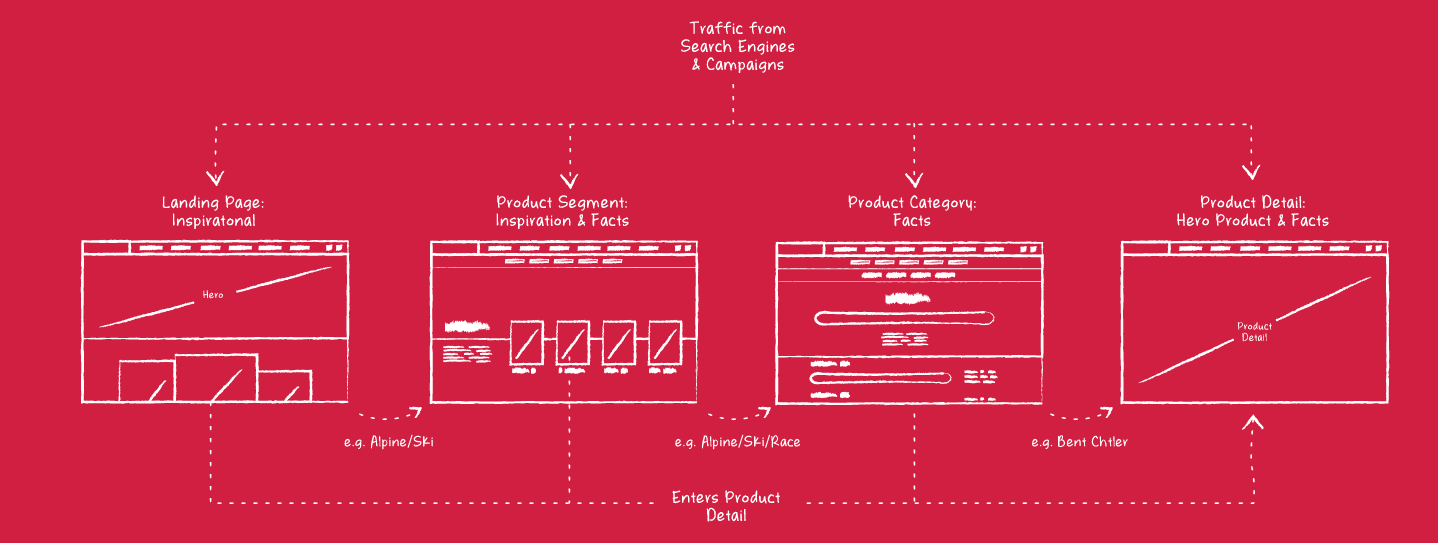 Traffic from
Search Engines
& Campaigns
Landing Page:
Inspiratonal
Product Segment:
Inspiration & Facts
Product Category:
Facts
Product Detail:
Hero Product & Facts
Hero
Product
Detail
e.g. Alpine/Ski
e.g. Alpine/Ski/Race
e.g. Bent Chtler
Enters Product
Detail